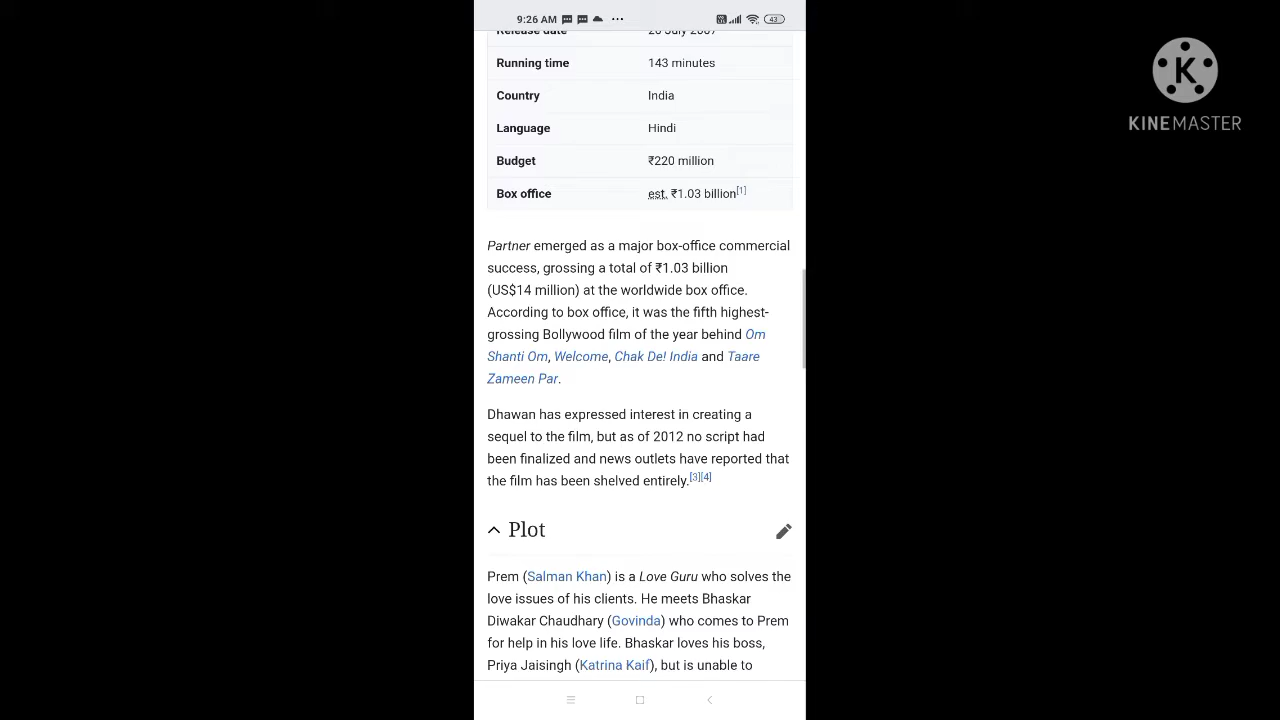 9:26 AM
43
Release date 20 July 2007
Running time 143 minutes
Country India
Language Hindi
Budget ₹220 million
Box office est. ₹1.03 billion[1]
Partner emerged as a major box-office commercial
success, grossing a total of ₹1.03 billion
(US$14 million) at the worldwide box office.
According to box office, it was the fifth highest-
grossing Bollywood film of the year behind Om
Shanti Om, Welcome, Chak De! India and Taare
Zameen Par.
Dhawan has expressed interest in creating a
sequel to the film, but as of 2012 no script had
been finalized and news outlets have reported that
the film has been shelved entirely.[3][4]
Plot
Prem (Salman Khan) is a Love Guru who solves the
love issues of his clients. He meets Bhaskar
Diwakar Chaudhary (Govinda) who comes to Prem
for help in his love life. Bhaskar loves his boss,
Priya Jaisingh (Katrina Kaif), but is unable to
K
KINEMASTER